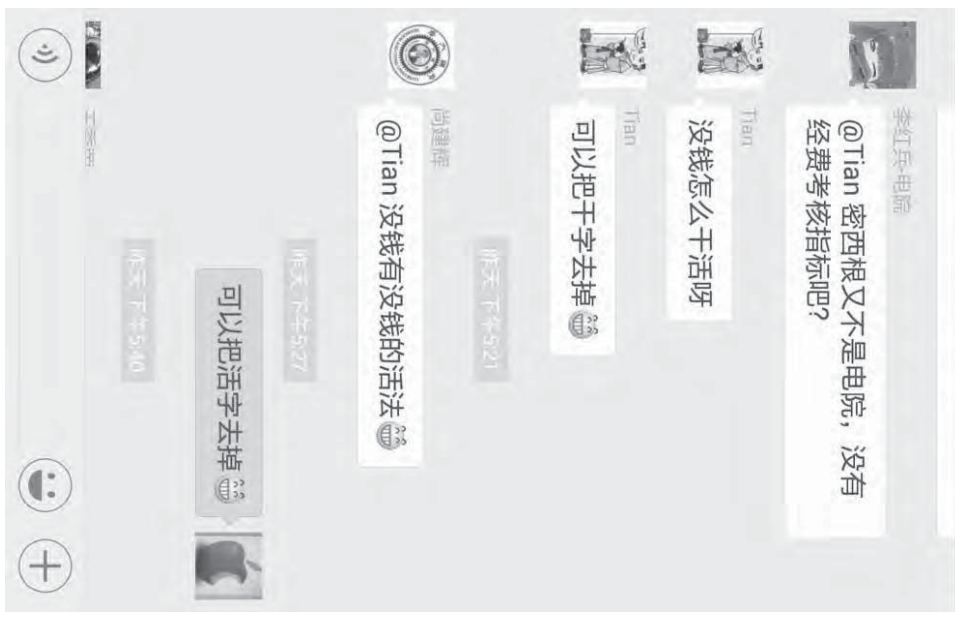 李红兵-电院
@Tian 密西根又不是电院，没有
经费考核指标吧？
Tian
没钱怎么干活呀
Tian
可以把干字去掉
昨天 下午5:21
尚建辉
@Tian 没钱有没钱的活法
昨天 下午5:27
可以把活字去掉
昨天 下午5:40